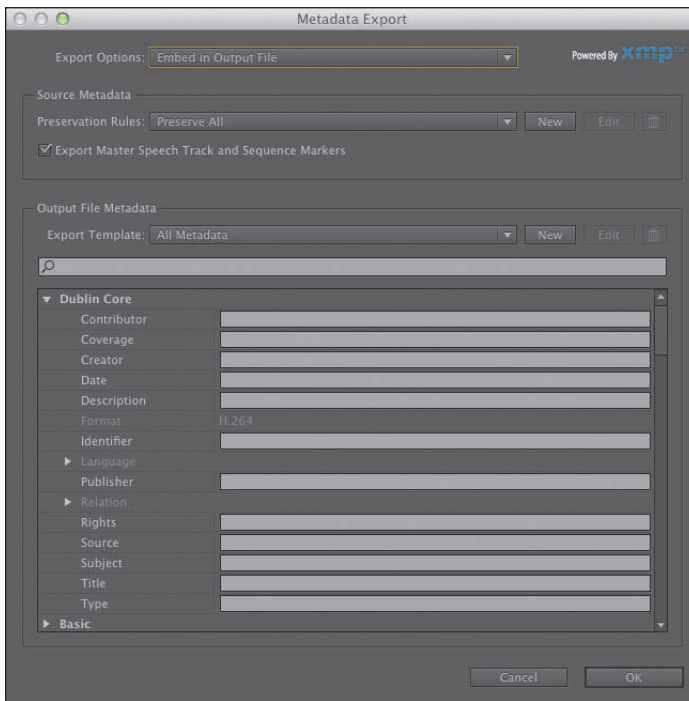 Metadata Export
Export Options: Embed in Output File
Powered By xmp™
Source Metadata
Preservation Rules: Preserve All New Edit
Export Master Speech Track and Sequence Markers
Output File Metadata
Export Template: All Metadata New Edit
Dublin Core
Contributor
Coverage
Creator
Date
Description
Format H.264
Identifier
Language
Publisher
Relation
Rights
Source
Subject
Title
Type
Basic
Cancel OK